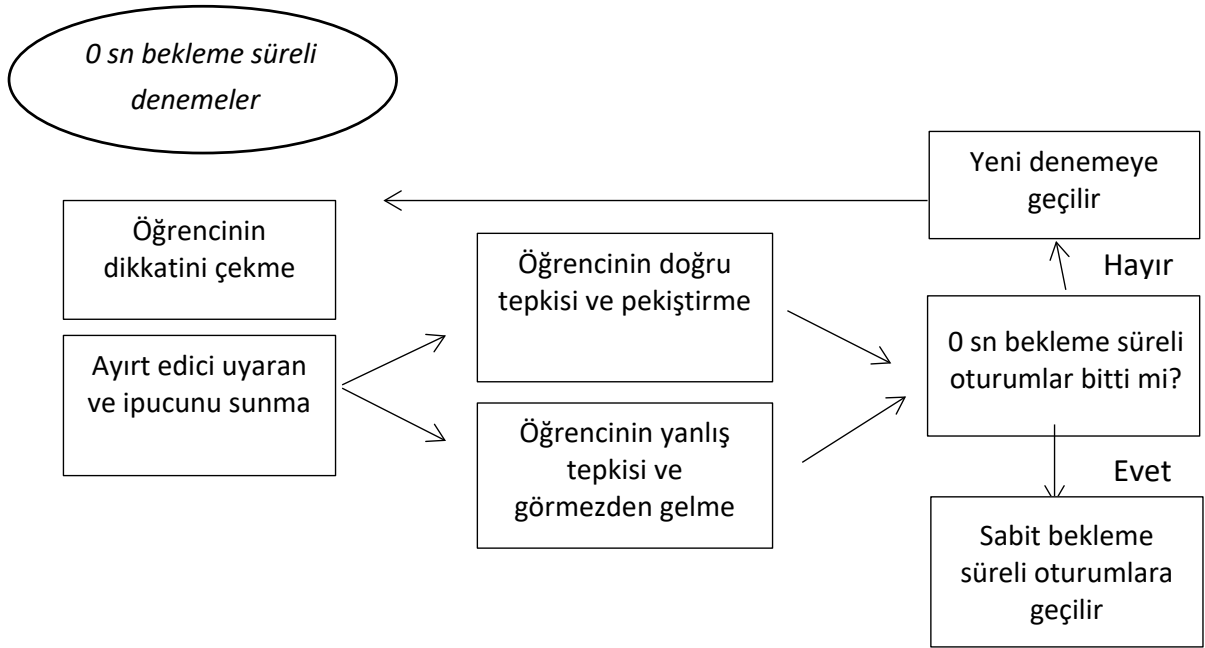 0 sn bekleme süreli
denemeler
Öğrencinin
dikkatini çekme
Ayırt edici uyaran
ve ipucunu sunma
Öğrencinin doğru
tepkisi ve pekiştirme
Öğrencinin yanlış
tepkisi ve
görmezden gelme
Yeni denemeye
geçilir
Hayır
0 sn bekleme süreli
oturumlar bitti mi?
Evet
Sabit bekleme
süreli oturumlara
geçilir